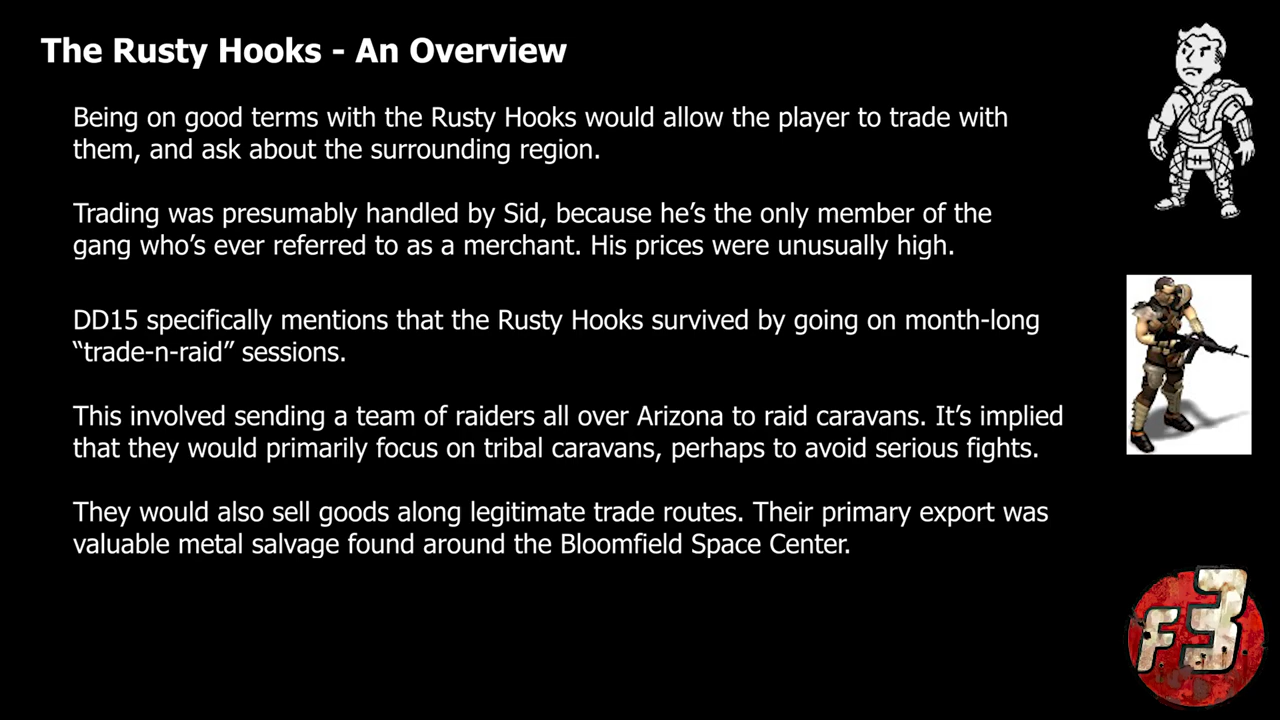 The Rusty Hooks - An Overview
Being on good terms with the Rusty Hooks would allow the player to trade with
them, and ask about the surrounding region.
Trading was presumably handled by Sid, because he's the only member of the
gang who's ever referred to as a merchant. His prices were unusually high.
DD15 specifically mentions that the Rusty Hooks survived by going on month-long
“trade-n-raid” sessions.
This involved sending a team of raiders all over Arizona to raid caravans. It's implied
that they would primarily focus on tribal caravans, perhaps to avoid serious fights.
They would also sell goods along legitimate trade routes. Their primary export was
valuable metal salvage found around the Bloomfield Space Center.
F3